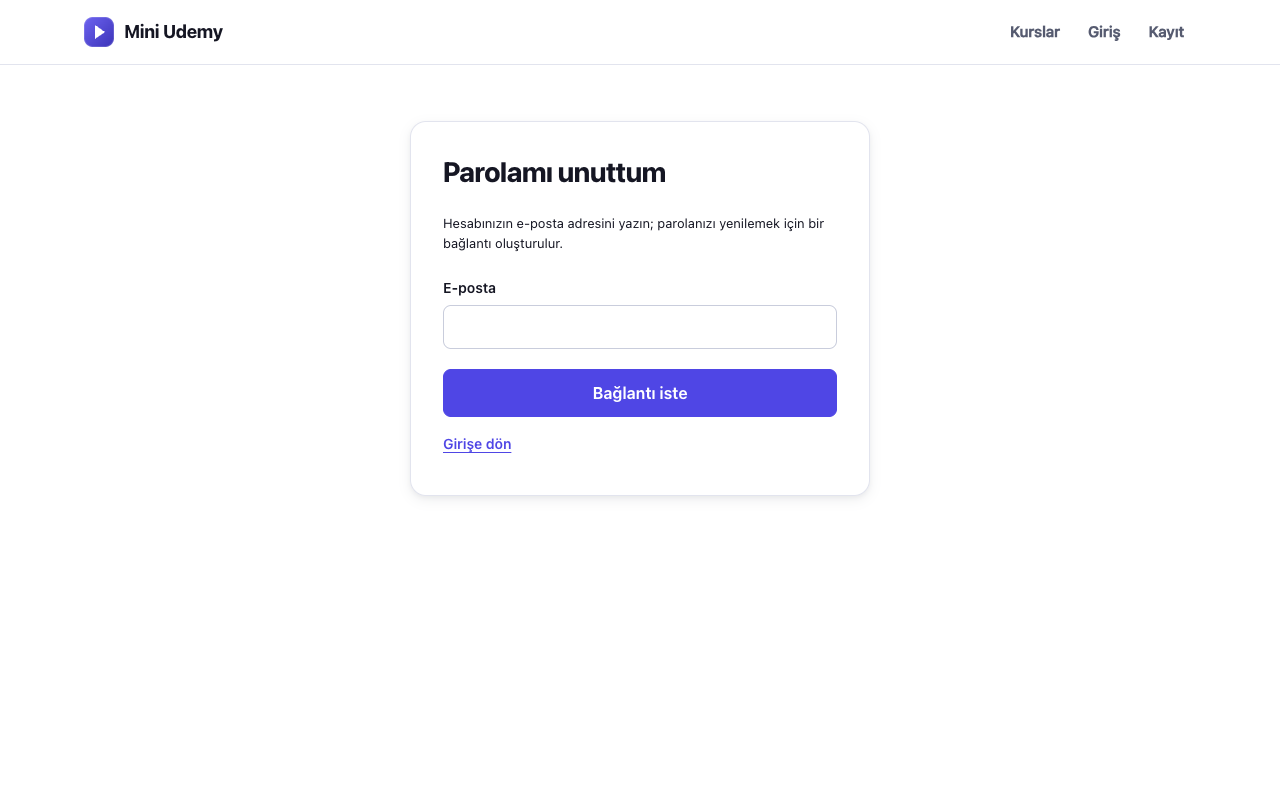 Mini Udemy
Kurslar
Giriş
Kayıt
Parolamı unuttum
Hesabınızın e-posta adresini yazın; parolanızı yenilemek için bir
bağlantı oluşturulur.
E-posta
Bağlantı iste
Girişe dön